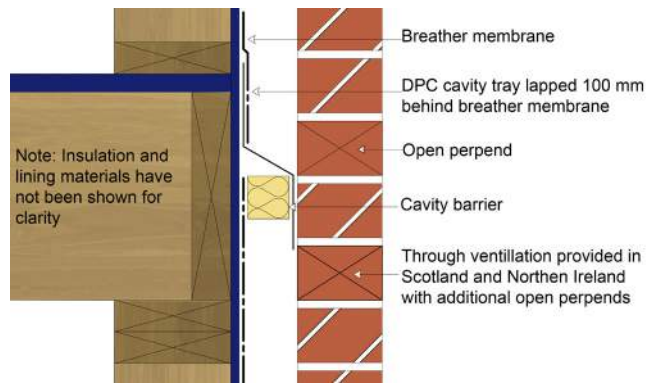 Breather membrane
DPC cavity tray lapped 100 mm
behind breather membrane
Open perpend
Note: Insulation and
lining materials have
not been shown for
clarity
Cavity barrier
Through ventillation provided in
Scotland and Northen Ireland
with additional open perpends